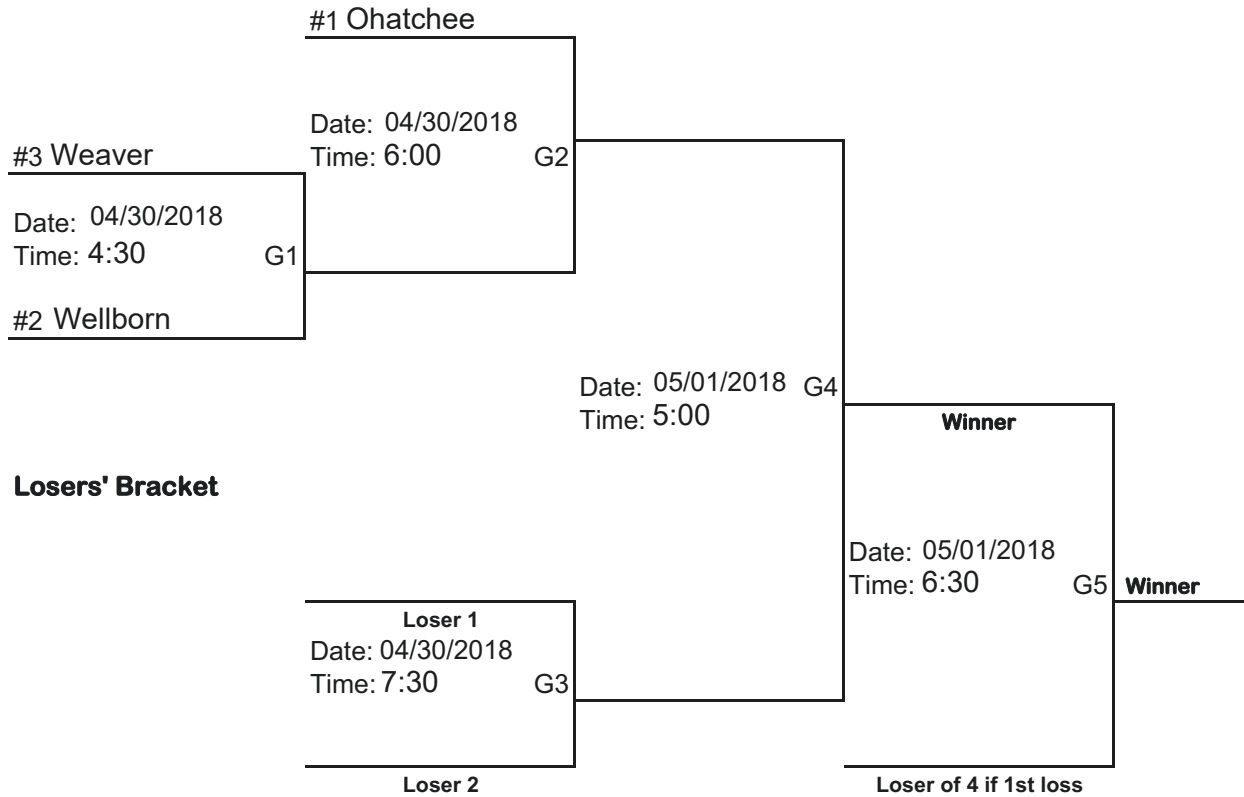 #1 Ohatchee
Date: 04/30/2018
Time: 6:00 G2
#3 Weaver
Date: 04/30/2018
Time: 4:30 G1
#2 Wellborn
Date: 05/01/2018 G4
Time: 5:00
Winner
Losers' Bracket
Date: 05/01/2018
Time: 6:30 G5 Winner
Loser 1
Date: 04/30/2018
Time: 7:30 G3
Loser 2
Loser of 4 if 1st loss